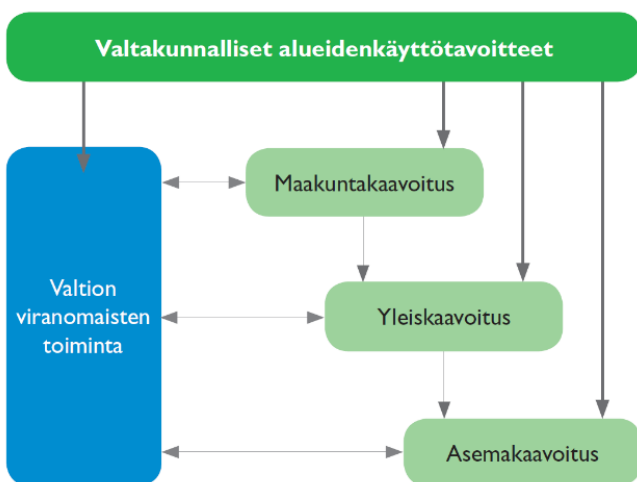 Valtakunnalliset alueidenkäyttötavoitteet
Maakuntakaavoitus
Valtion
viranomaisten
toiminta
Yleiskaavoitus
Asemakaavoitus